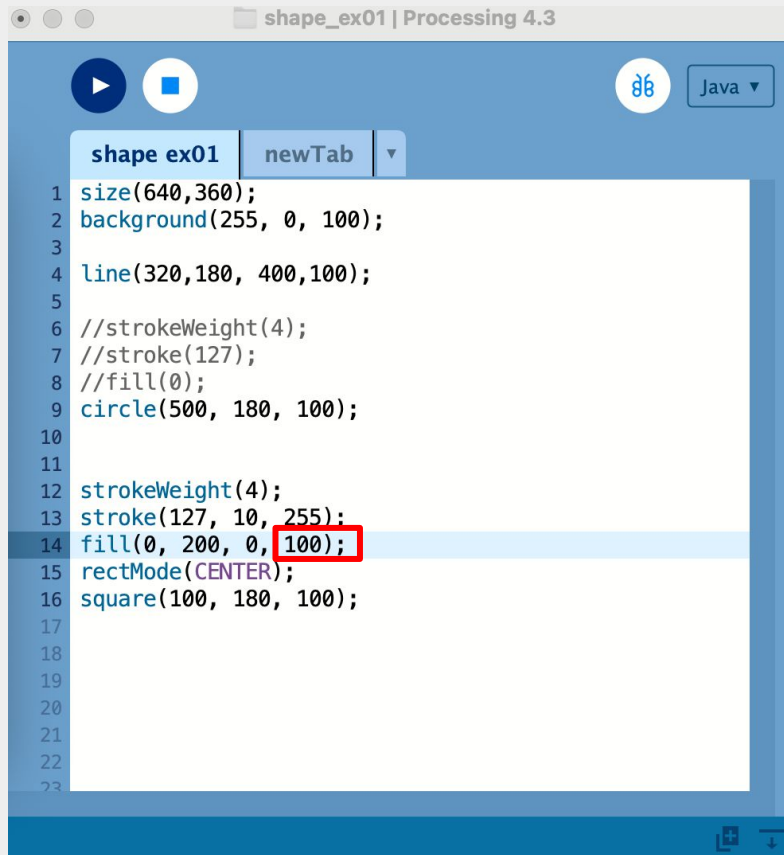 shape_ex01 | Processing 4.3
Java ▼
shape ex01 newTab ▼
1 size(640,360);
2 background(255, 0, 100);
3
4 line(320,180, 400,100);
5
6 //strokeWeight(4);
7 //stroke(127);
8 //fill(0);
9 circle(500, 180, 100);
10
11
12 strokeWeight(4);
13 stroke(127, 10, 255);
14 fill(0, 200, 0, 100);
15 rectMode(CENTER);
16 square(100, 180, 100);
17
18
19
20
21
22
23